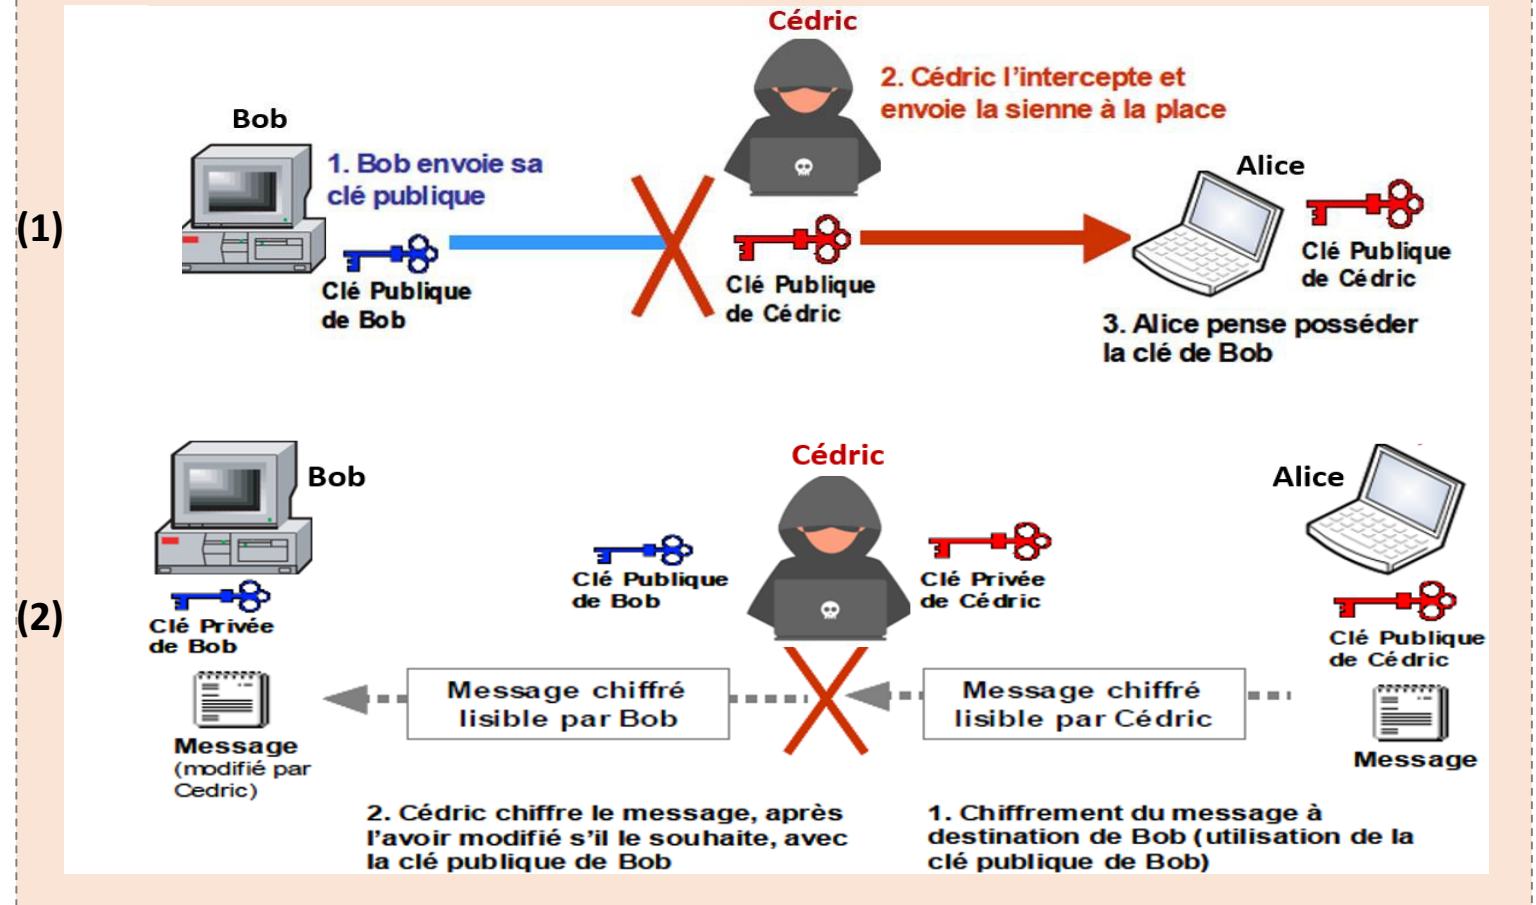 Cédric
2. Cédric l'intercepte et
envoie la sienne à la place
Bob
1. Bob envoie sa
clé publique
Alice
(1)
Clé Publique
de Bob
Clé Publique
de Cédric
Clé Publique
de Cédric
3. Alice pense posséder
la clé de Bob
Cédric
Bob
Alice
Clé Publique
de Bob
Clé Privée
de Cédric
(2)
Clé Privée
de Bob
Clé Publique
de Cédric
Message chiffré
lisible par Bob
Message chiffré
lisible par Cédric
Message
(modifié par
Cedric)
Message
2. Cédric chiffre le message, après
l'avoir modifié s'il le souhaite, avec
la clé publique de Bob
1. Chiffrement du message à
destination de Bob (utilisation de la
clé publique de Bob)